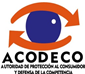 ACODECO
AUTORIDAD DE PROTECCIÓN AL CONSUMIDOR
Y DEFENSA DE LA COMPETENCIA